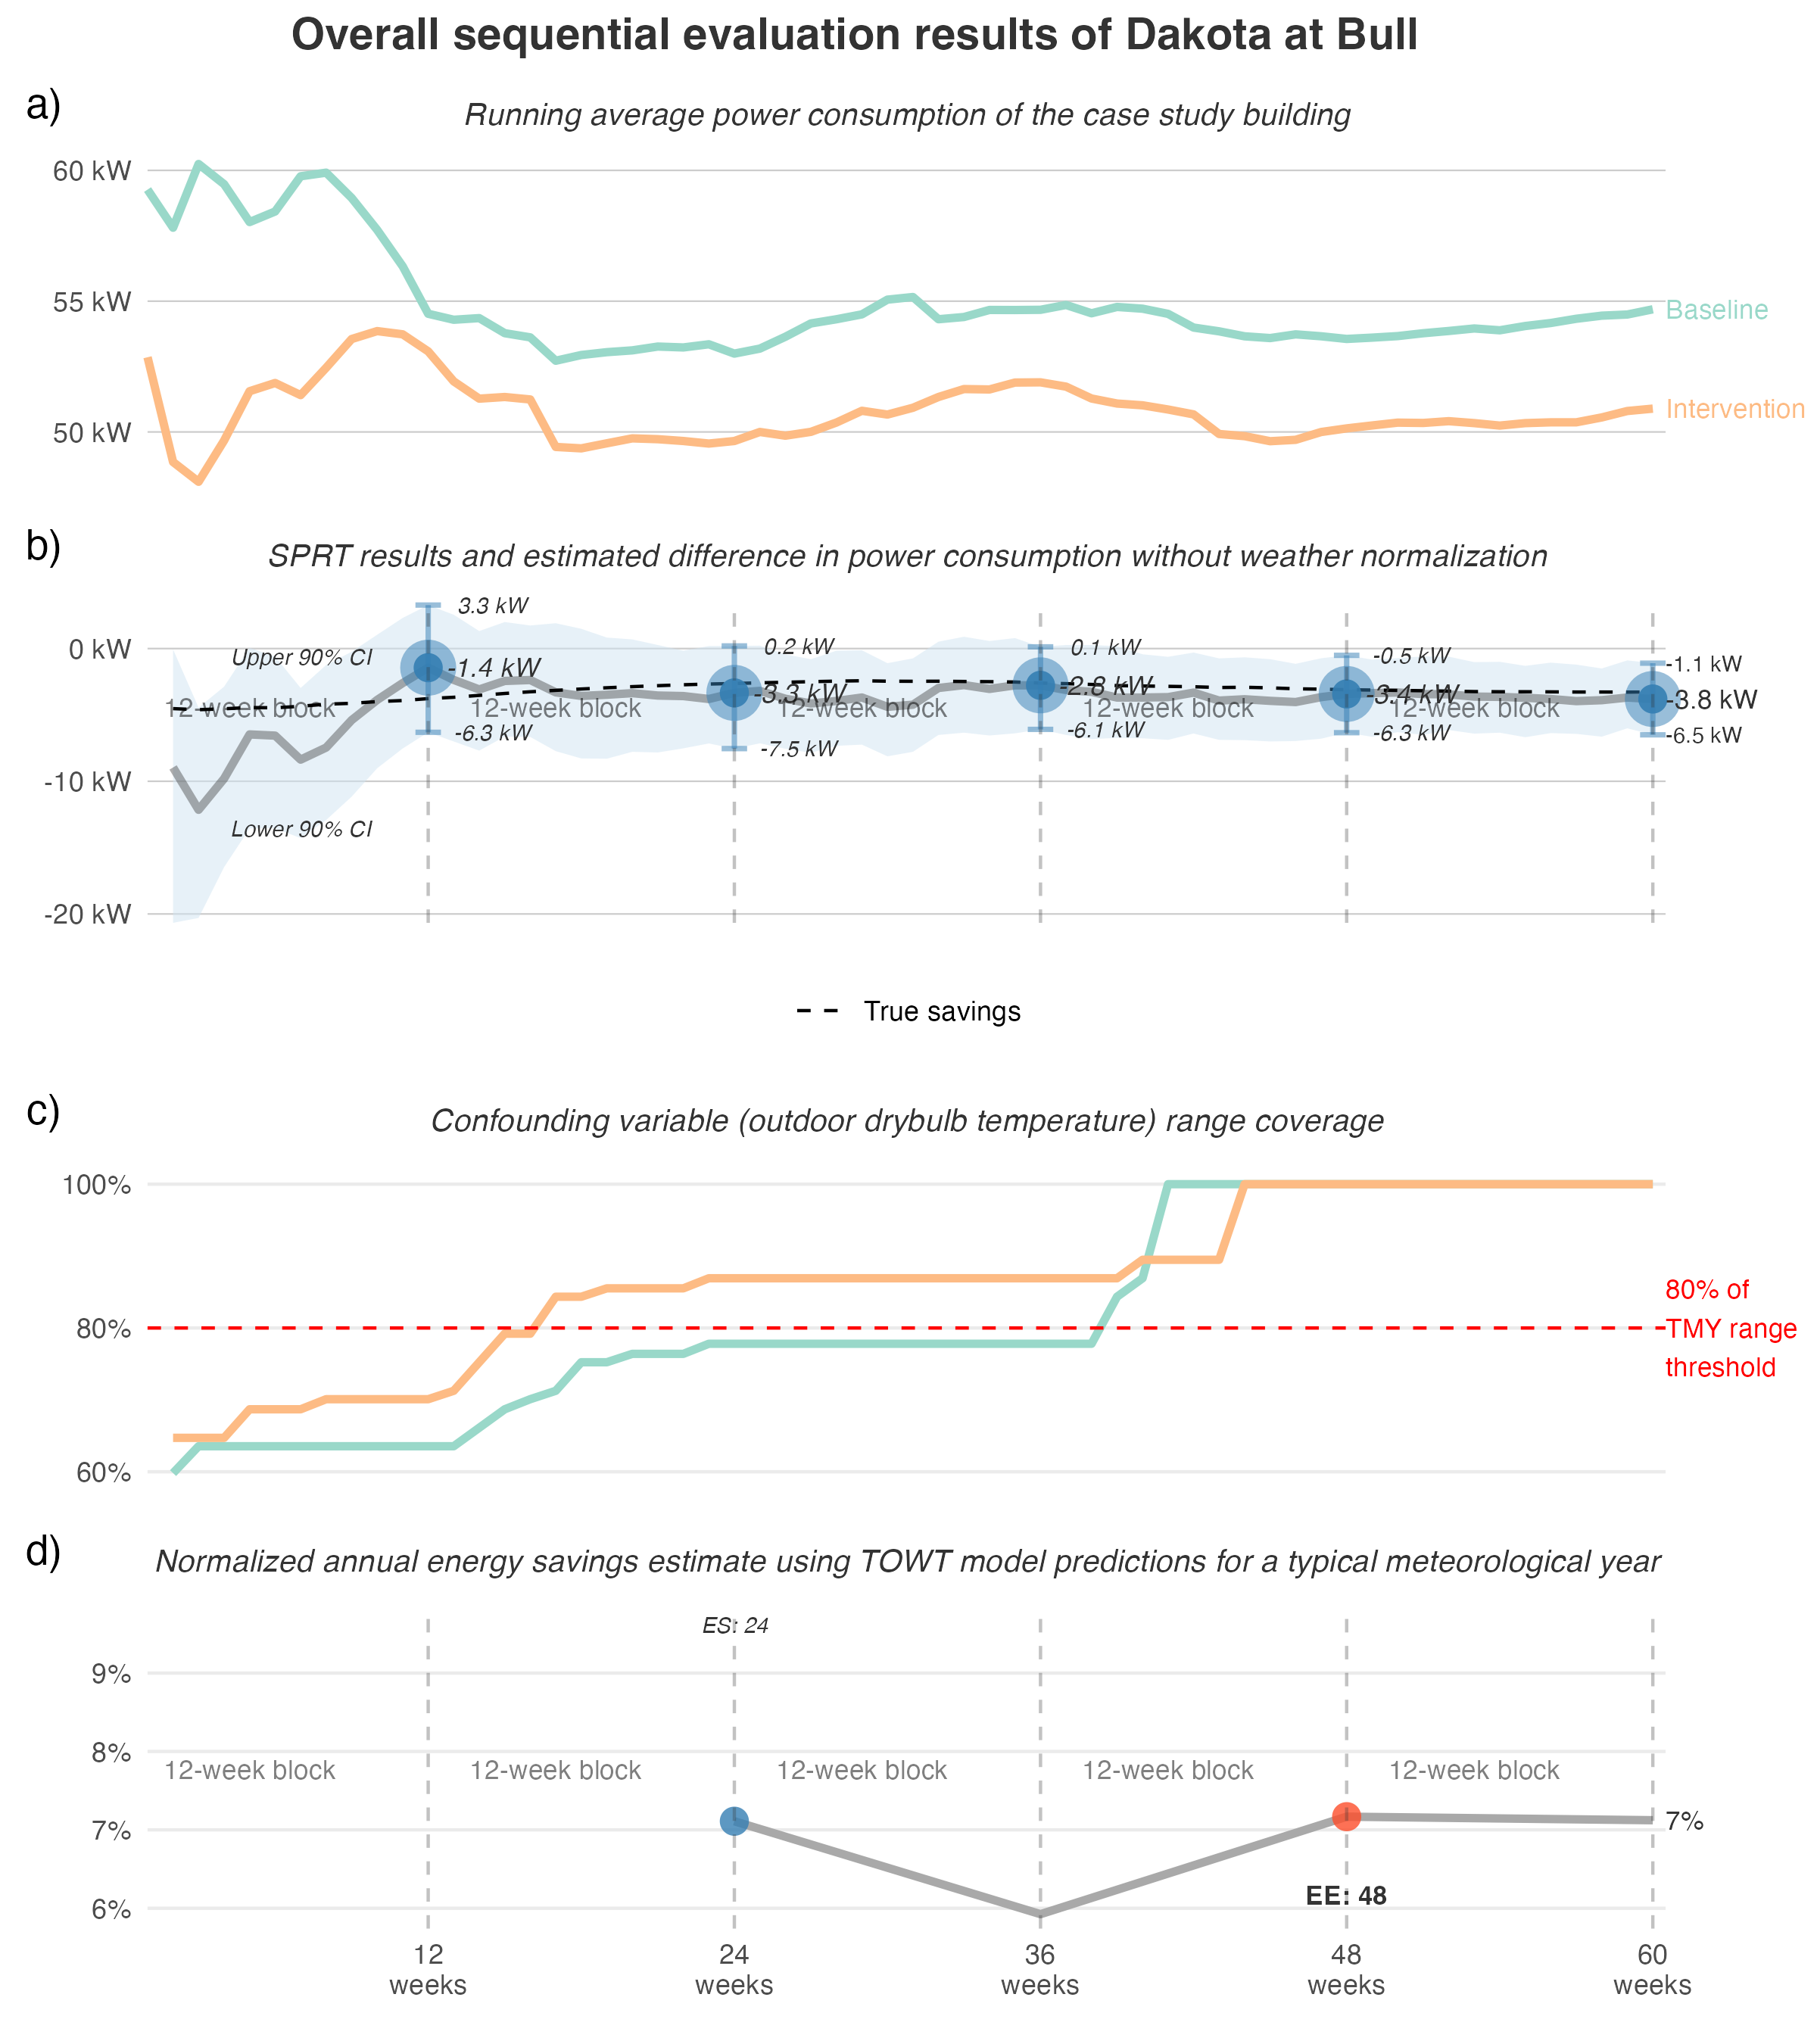 Overall sequential evaluation results of Dakota at Bull
a)
Running average power consumption of the case study building
60 kW
55 kW
50 kW
Baseline
Intervention
b)
SPRT results and estimated difference in power consumption without weather normalization
0 kW
-10 kW
-20 kW
Upper 90% CI
Lower 90% CI
3.3 kW
-1.4 kW
-6.3 kW
0.2 kW
-3.3 kW
-7.5 kW
0.1 kW
-2.8 kW
-6.1 kW
-0.5 kW
-3.4 kW
-6.3 kW
-1.1 kW
-3.8 kW
-6.5 kW
12-week block
12-week block
12-week block
12-week block
12-week block
True savings
c)
Confounding variable (outdoor drybulb temperature) range coverage
100%
80%
60%
80% of
TMY range
threshold
d)
Normalized annual energy savings estimate using TOWT model predictions for a typical meteorological year
ES: 24
9%
8%
7%
6%
12-week block
12-week block
12-week block
12-week block
12-week block
7%
EE: 48
12
weeks
24
weeks
36
weeks
48
weeks
60
weeks